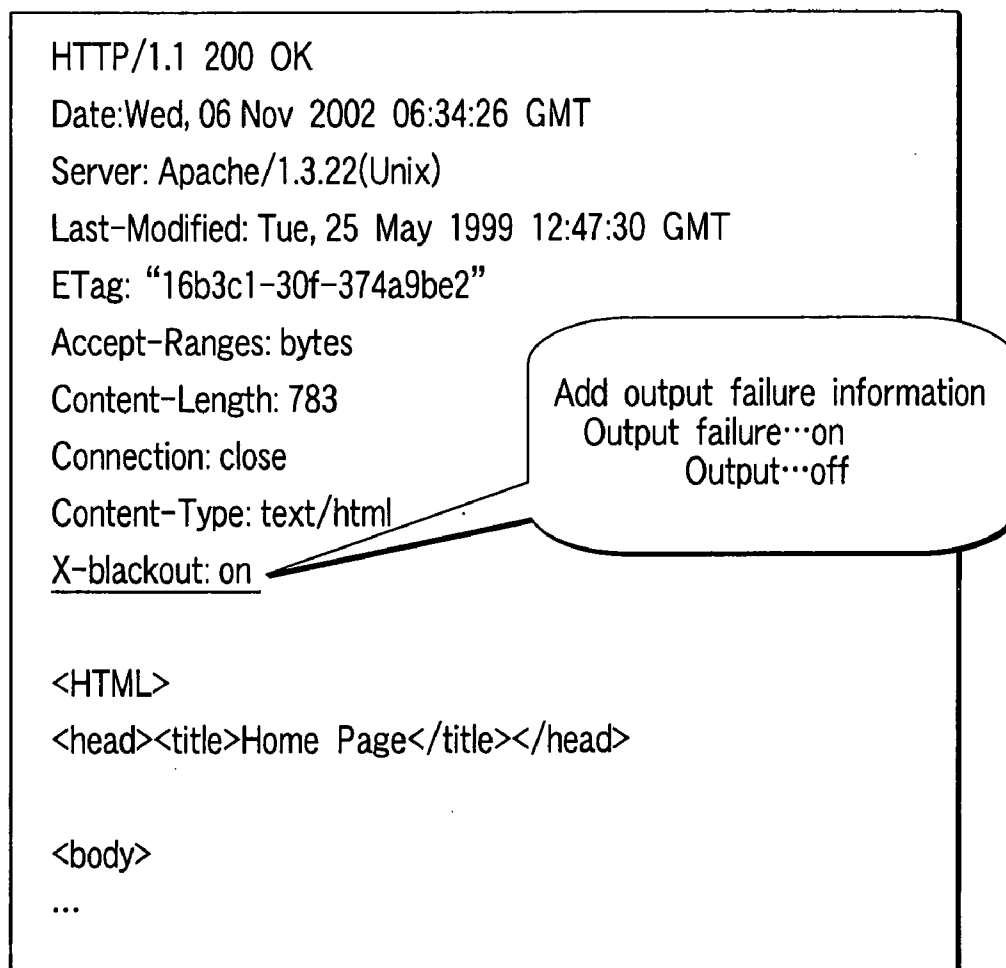 HTTP/1.1 200 OK
Date:Wed, 06 Nov 2002 06:34:26 GMT
Server: Apache/1.3.22(Unix)
Last-Modified: Tue, 25 May 1999 12:47:30 GMT
ETag: “16b3c1-30f-374a9be2”
Accept-Ranges: bytes
Content-Length: 783
Connection: close
Content-Type: text/html
X-blackout: on
Add output failure information
Output failure⋯on
Output⋯off
<HTML>
<head><title>Home Page</title></head>
<body>
...